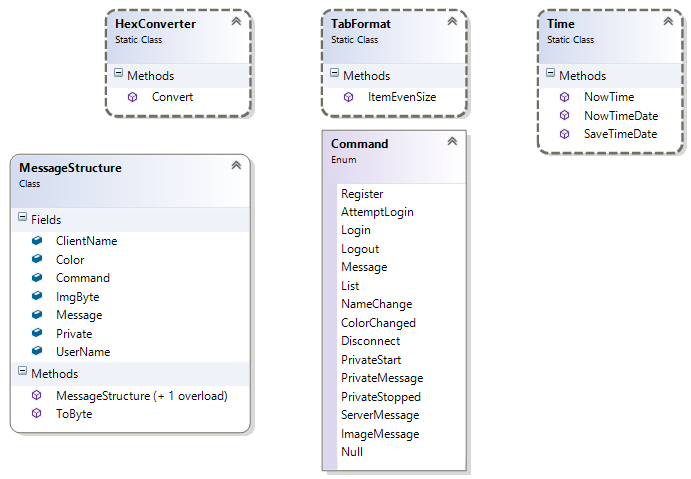 HexConverter
Static Class
Methods
Convert
TabFormat
Static Class
Methods
ItemEvenSize
Time
Static Class
Methods
NowTime
NowTimeDate
SaveTimeDate
MessageStructure
Class
Fields
ClientName
Color
Command
ImgByte
Message
Private
UserName
Methods
MessageStructure (+ 1 overload)
ToByte
Command
Enum
Register
AttemptLogin
Login
Logout
Message
List
NameChange
ColorChanged
Disconnect
PrivateStart
PrivateMessage
PrivateStopped
ServerMessage
ImageMessage
Null